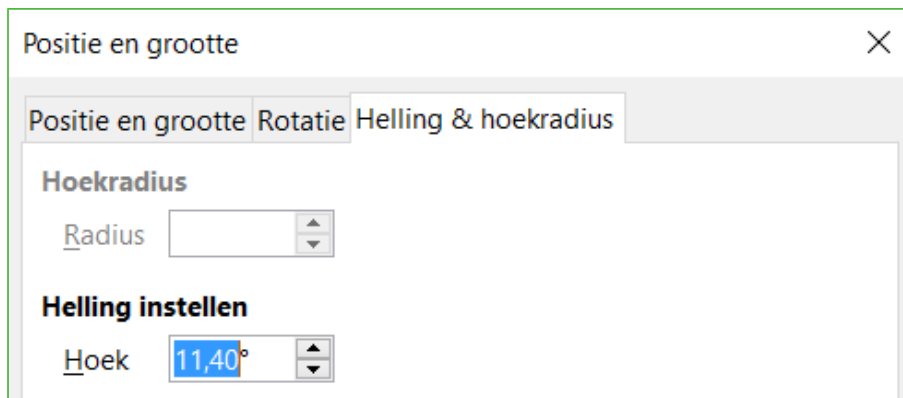 Positie en grootte
Positie en grootte Rotatie Helling & hoekradius
Hoekradius
Radius
Helling instellen
Hoek 11,40°